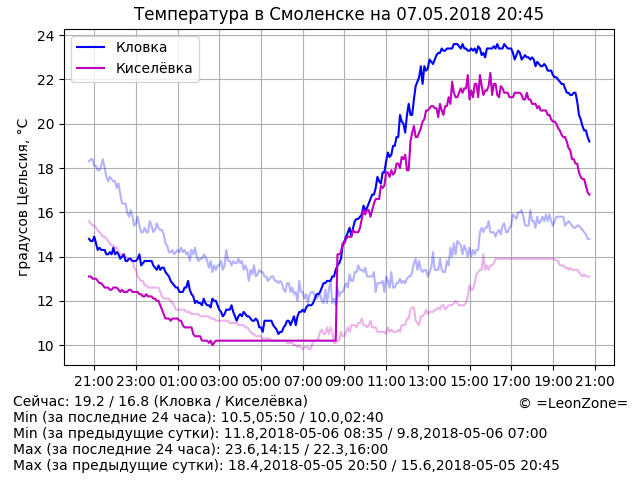 Температура в Смоленске на 07.05.2018 20:45
градусов Цельсия, °C
Кловка
Киселёвка
24
22
20
18
16
14
12
10
21:00 23:00 01:00 03:00 05:00 07:00 09:00 11:00 13:00 15:00 17:00 19:00 21:00
Сейчас: 19.2 / 16.8 (Кловка / Киселёвка)
© =LeonZone=
Min (за последние 24 часа): 10.5,05:50 / 10.0,02:40
Min (за предыдущие сутки): 11.8,2018-05-06 08:35 / 9.8,2018-05-06 07:00
Max (за последние 24 часа): 23.6,14:15 / 22.3,16:00
Max (за предыдущие сутки): 18.4,2018-05-05 20:50 / 15.6,2018-05-05 20:45